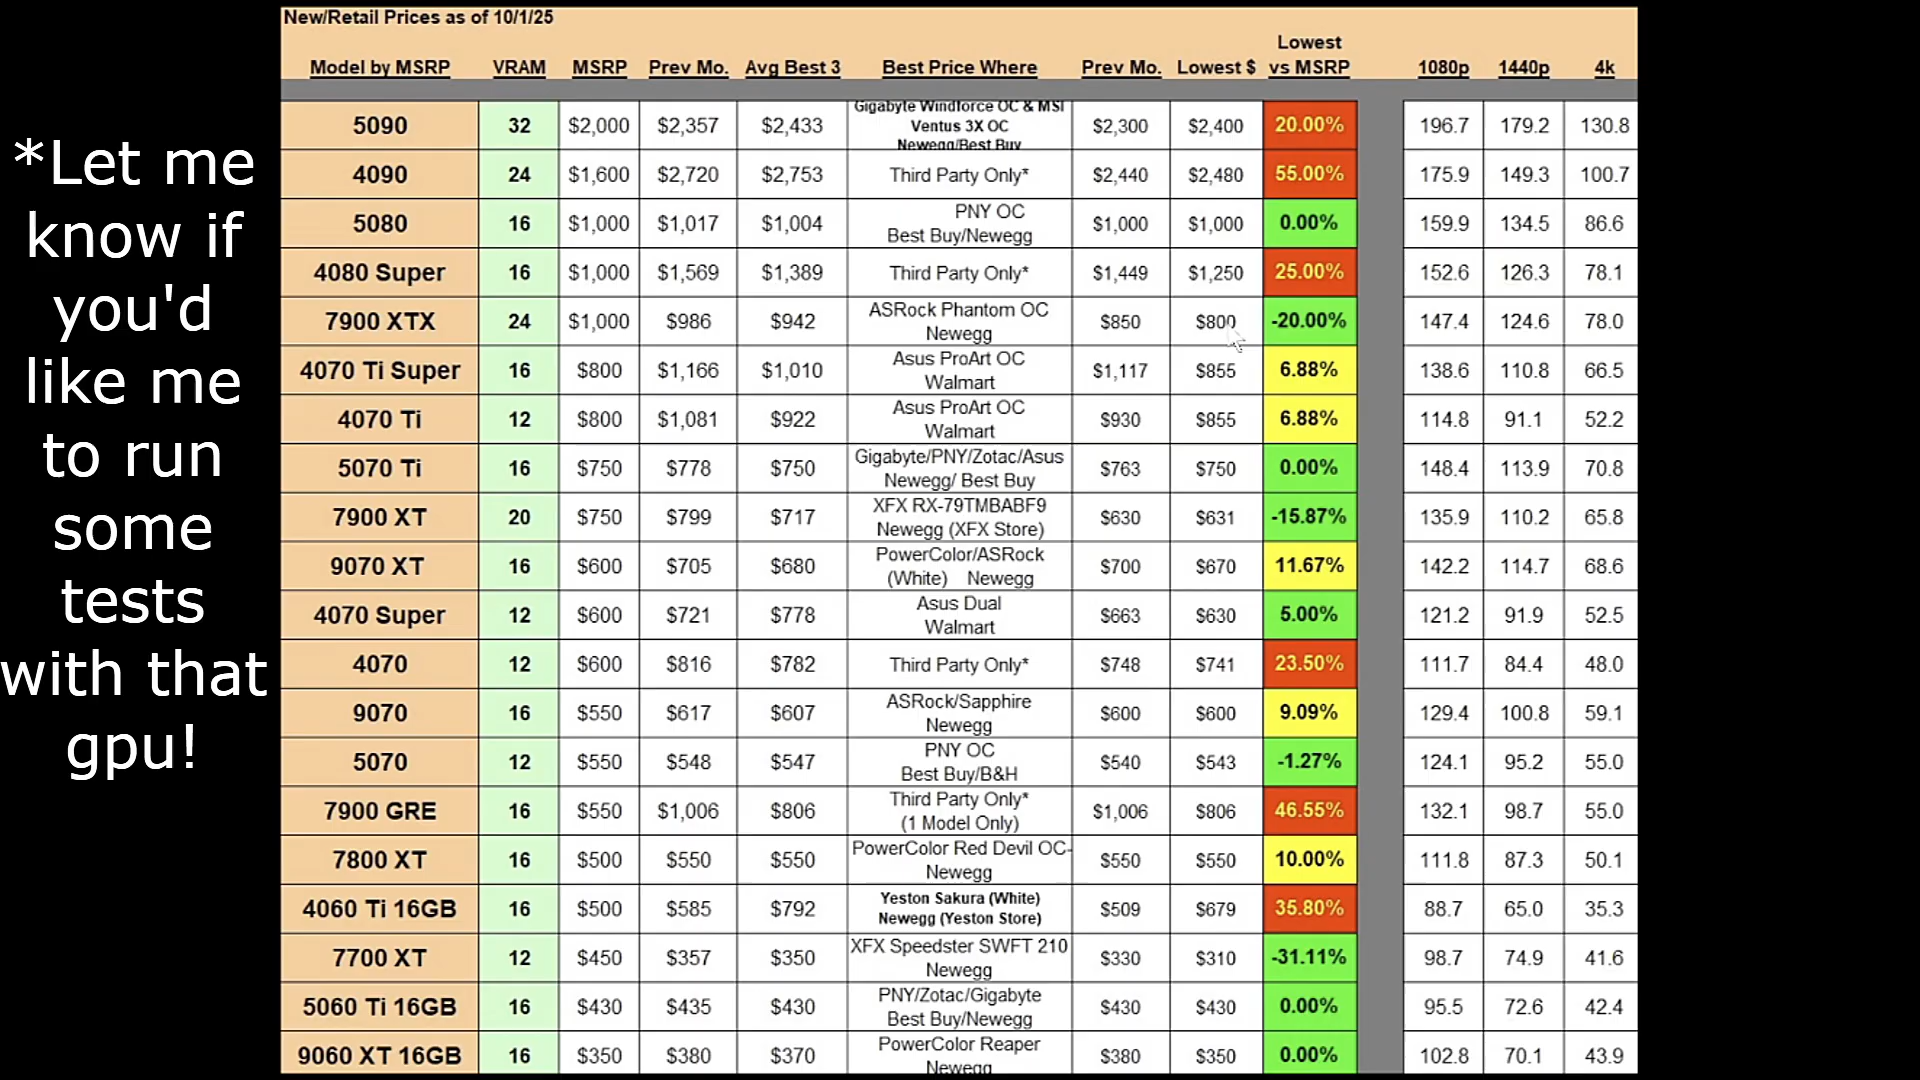 New/Retail Prices as of 10/1/25
Lowest
Model by MSRP VRAM MSRP Prev Mo. Avg Best 3 Best Price Where Prev Mo. Lowest $ vs MSRP 1080p 1440p 4k
*Let me
know if
you'd
like me
to run
some
tests
with that
gpu!
Gigabyte Windforce OC & MSI
5090 32 $2,000 $2,357 $2,433 Ventus 3X OC $2,300 $2,400 20.00% 196.7 179.2 130.8
Newegg/Best Buy
4090 24 $1,600 $2,720 $2,753 Third Party Only* $2,440 $2,480 55.00% 175.9 149.3 100.7
PNY OC
5080 16 $1,000 $1,017 $1,004 Best Buy/Newegg $1,000 $1,000 0.00% 159.9 134.5 86.6
4080 Super 16 $1,000 $1,569 $1,389 Third Party Only* $1,449 $1,250 25.00% 152.6 126.3 78.1
ASRock Phantom OC
7900 XTX 24 $1,000 $986 $942 Newegg $850 $800 -20.00% 147.4 124.6 78.0
Asus ProArt OC
4070 Ti Super 16 $800 $1,166 $1,010 Walmart $1,117 $855 6.88% 138.6 110.8 66.5
Asus ProArt OC
4070 Ti 12 $800 $1,081 $922 Walmart $930 $855 6.88% 114.8 91.1 52.2
Gigabyte/PNY/Zotac/Asus
5070 Ti 16 $750 $778 $750 Newegg/ Best Buy $763 $750 0.00% 148.4 113.9 70.8
XFX RX-79TMBABF9
7900 XT 20 $750 $799 $717 Newegg (XFX Store) $630 $631 -15.87% 135.9 110.2 65.8
PowerColor/ASRock
9070 XT 16 $600 $705 $680 (White) Newegg $700 $670 11.67% 142.2 114.7 68.6
Asus Dual
4070 Super 12 $600 $721 $778 Walmart $663 $630 5.00% 121.2 91.9 52.5
4070 12 $600 $816 $782 Third Party Only* $748 $741 23.50% 111.7 84.4 48.0
ASRock/Sapphire
9070 16 $550 $617 $607 Newegg $600 $600 9.09% 129.4 100.8 59.1
PNY OC
5070 12 $550 $548 $547 Best Buy/B&H $540 $543 -1.27% 124.1 95.2 55.0
Third Party Only*
7900 GRE 16 $550 $1,006 $806 (1 Model Only) $1,006 $806 46.55% 132.1 98.7 55.0
PowerColor Red Devil OC-
7800 XT 16 $500 $550 $550 Newegg $550 $550 10.00% 111.8 87.3 50.1
Yeston Sakura (White)
4060 Ti 16GB 16 $500 $585 $792 Newegg (Yeston Store) $509 $679 35.80% 88.7 65.0 35.3
XFX Speedster SWFT 210
7700 XT 12 $450 $357 $350 Newegg $330 $310 -31.11% 98.7 74.9 41.6
PNY/Zotac/Gigabyte
5060 Ti 16GB 16 $430 $435 $430 Best Buy/Newegg $430 $430 0.00% 95.5 72.6 42.4
PowerColor Reaper
9060 XT 16GB 16 $350 $380 $370 Newegg $380 $350 0.00% 102.8 70.1 43.9